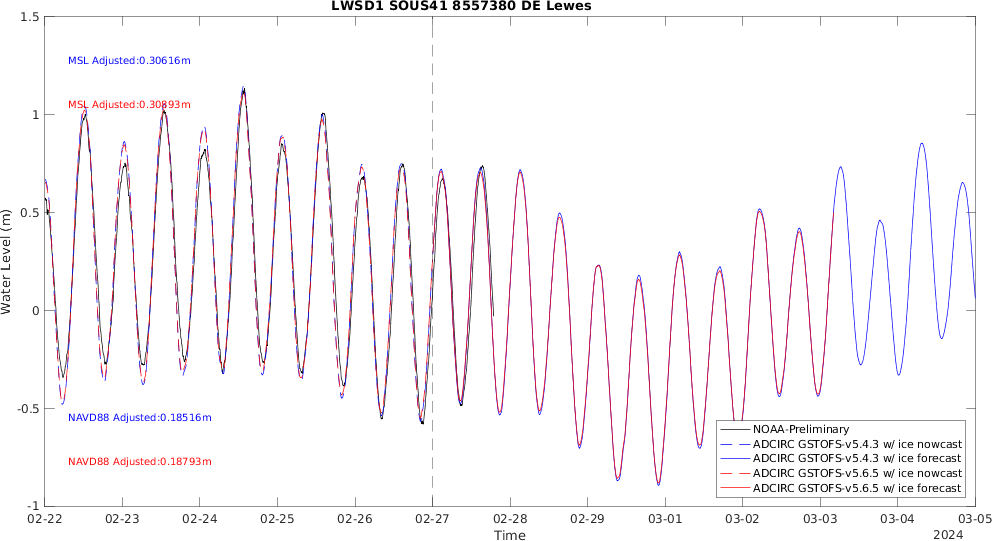 LWSD1 SOUS41 8557380 DE Lewes
1.5
1
0.5
0
-0.5
-1
Water Level (m)
MSL Adjusted:0.30616m
MSL Adjusted:0.30893m
NAVD88 Adjusted:0.18516m
NAVD88 Adjusted:0.18793m
NOAA-Preliminary
ADCIRC GSTOFS-v5.4.3 w/ ice nowcast
ADCIRC GSTOFS-v5.4.3 w/ ice forecast
ADCIRC GSTOFS-v5.6.5 w/ ice nowcast
ADCIRC GSTOFS-v5.6.5 w/ ice forecast
02-22 02-23 02-24 02-25 02-26 02-27 02-28 02-29 03-01 03-02 03-03 03-04 03-05
Time
2024